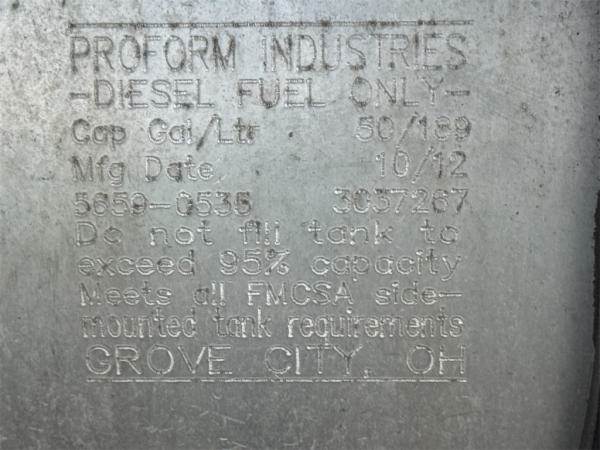 PROFORM INDUSTRIES
-DIESEL FUEL ONLY-
Cap Gal/Ltr 50/189
Mfg Date 10/12
5659-0535 3037267
Do not fill tank to
exceed 95% capacity
Meets all FMCSA side-
mounted tank requirements
GROVE CITY, OH